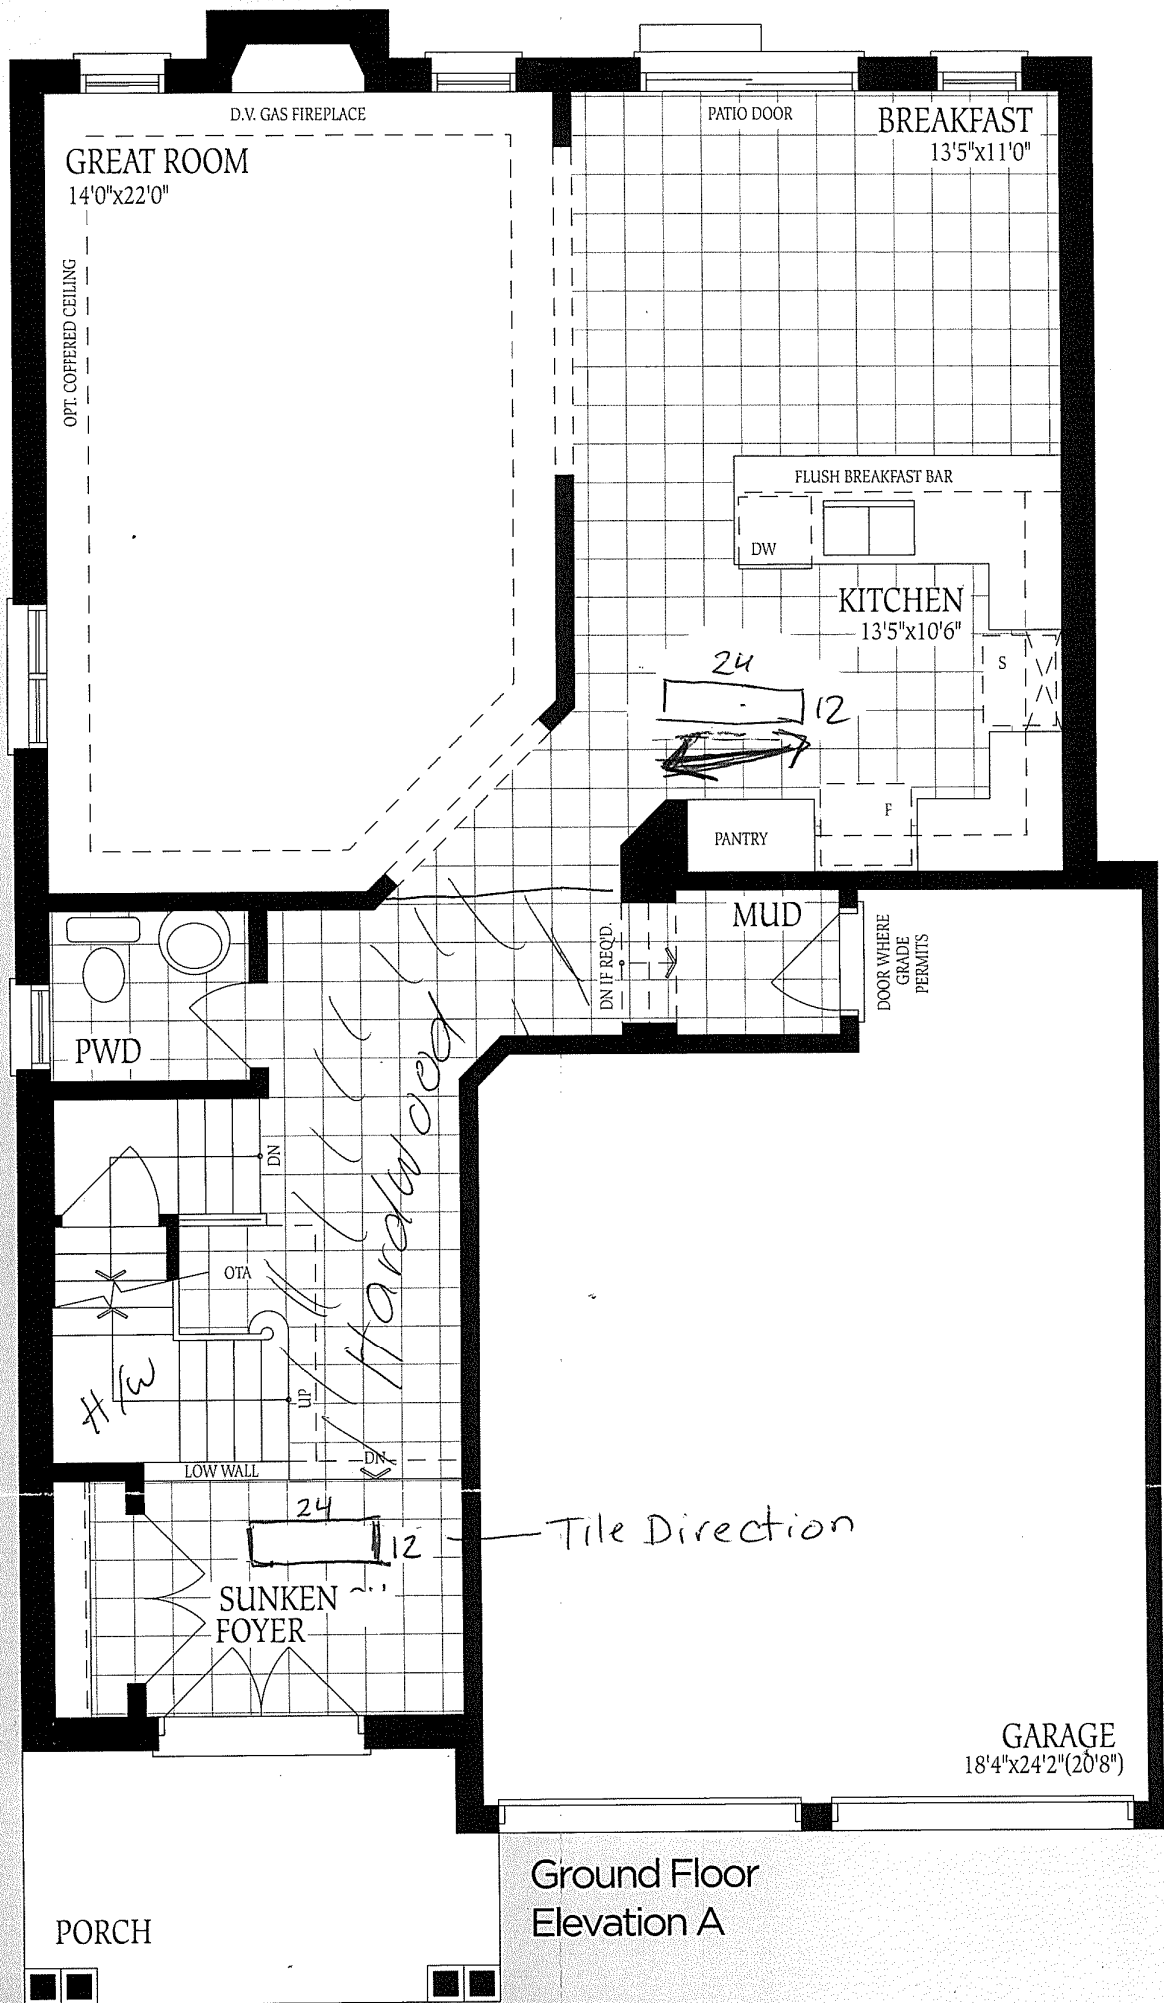 D.V. GAS FIREPLACE
PATIO DOOR
BREAKFAST
13'5"x11'0"
GREAT ROOM
14'0"x22'0"
OPT. COFFERED CEILING
FLUSH BREAKFAST BAR
DW
KITCHEN
13'5"x10'6"
S
24
12
F
PANTRY
MUD
DN IF REQ'D.
DOOR WHERE
GRADE
PERMITS
PWD
Hardwood
DN
OTA
H/W
UP
DN
LOW WALL
24
12
Tile Direction
SUNKEN
FOYER
GARAGE
18'4"x24'2"(20'8")
Ground Floor
Elevation A
PORCH